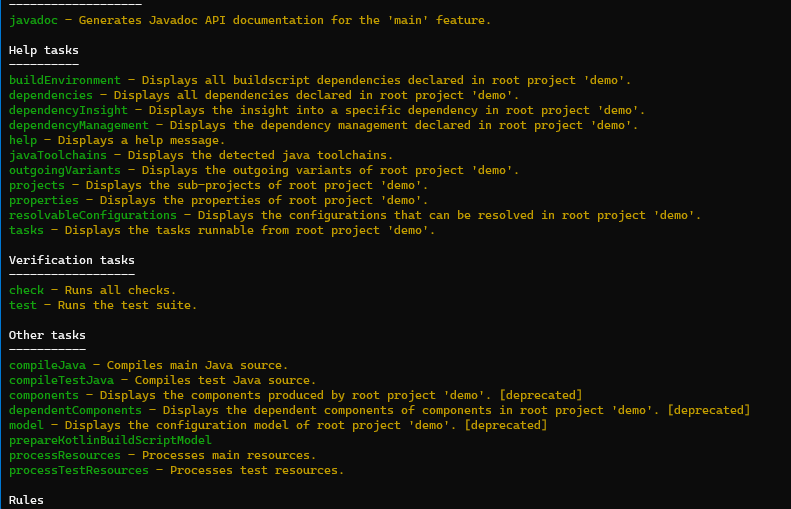 -------------------
javadoc - Generates Javadoc API documentation for the 'main' feature.

Help tasks
----------
buildEnvironment - Displays all buildscript dependencies declared in root project 'demo'.
dependencies - Displays all dependencies declared in root project 'demo'.
dependencyInsight - Displays the insight into a specific dependency in root project 'demo'.
dependencyManagement - Displays the dependency management declared in root project 'demo'.
help - Displays a help message.
javaToolchains - Displays the detected java toolchains.
outgoingVariants - Displays the outgoing variants of root project 'demo'.
projects - Displays the sub-projects of root project 'demo'.
properties - Displays the properties of root project 'demo'.
resolvableConfigurations - Displays the configurations that can be resolved in root project 'demo'.
tasks - Displays the tasks runnable from root project 'demo'.

Verification tasks
------------------
check - Runs all checks.
test - Runs the test suite.

Other tasks
-----------
compileJava - Compiles main Java source.
compileTestJava - Compiles test Java source.
components - Displays the components produced by root project 'demo'. [deprecated]
dependentComponents - Displays the dependent components of components in root project 'demo'. [deprecated]
model - Displays the configuration model of root project 'demo'. [deprecated]
prepareKotlinBuildScriptModel
processResources - Processes main resources.
processTestResources - Processes test resources.

Rules